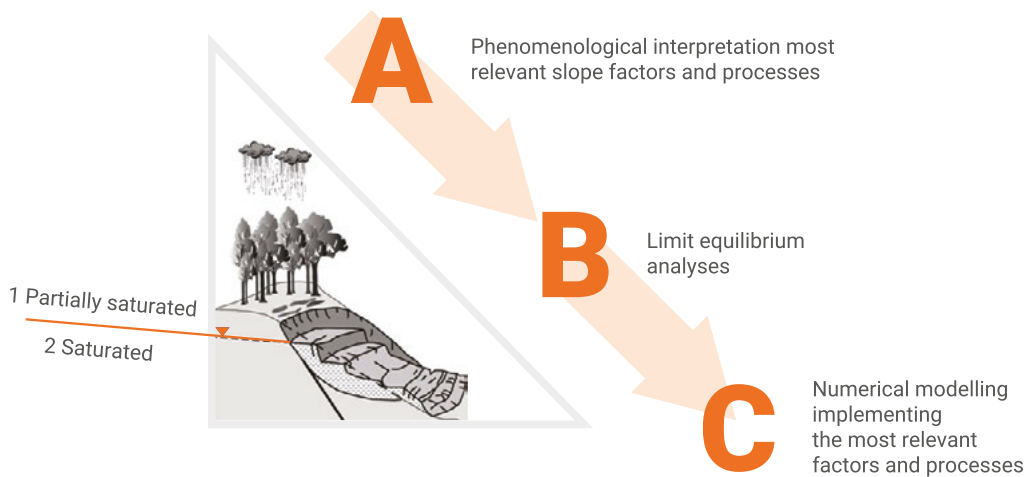 A
Phenomenological interpretation most
relevant slope factors and processes
B
Limit equilibrium
analyses
1 Partially saturated
2 Saturated
C
Numerical modelling
implementing
the most relevant
factors and processes